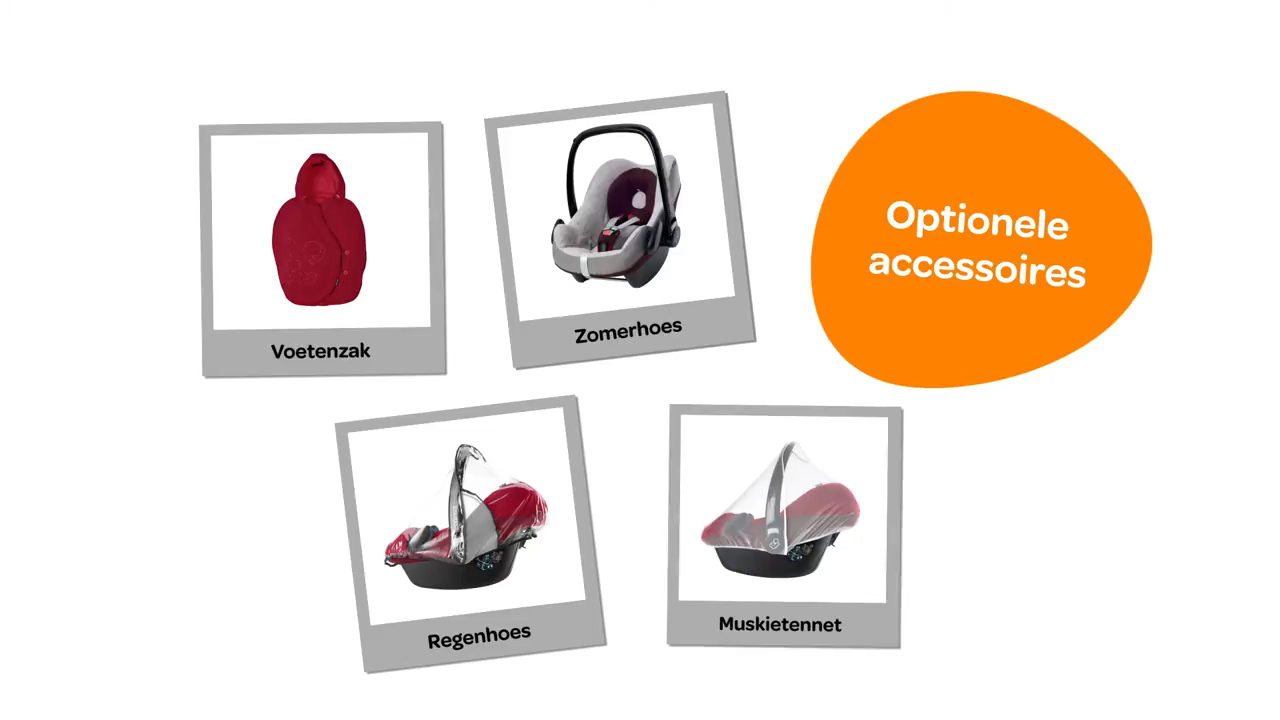 Optionele
accessoires
Voetenzak
Zomerhoes
Regenhoes
Muskietennet